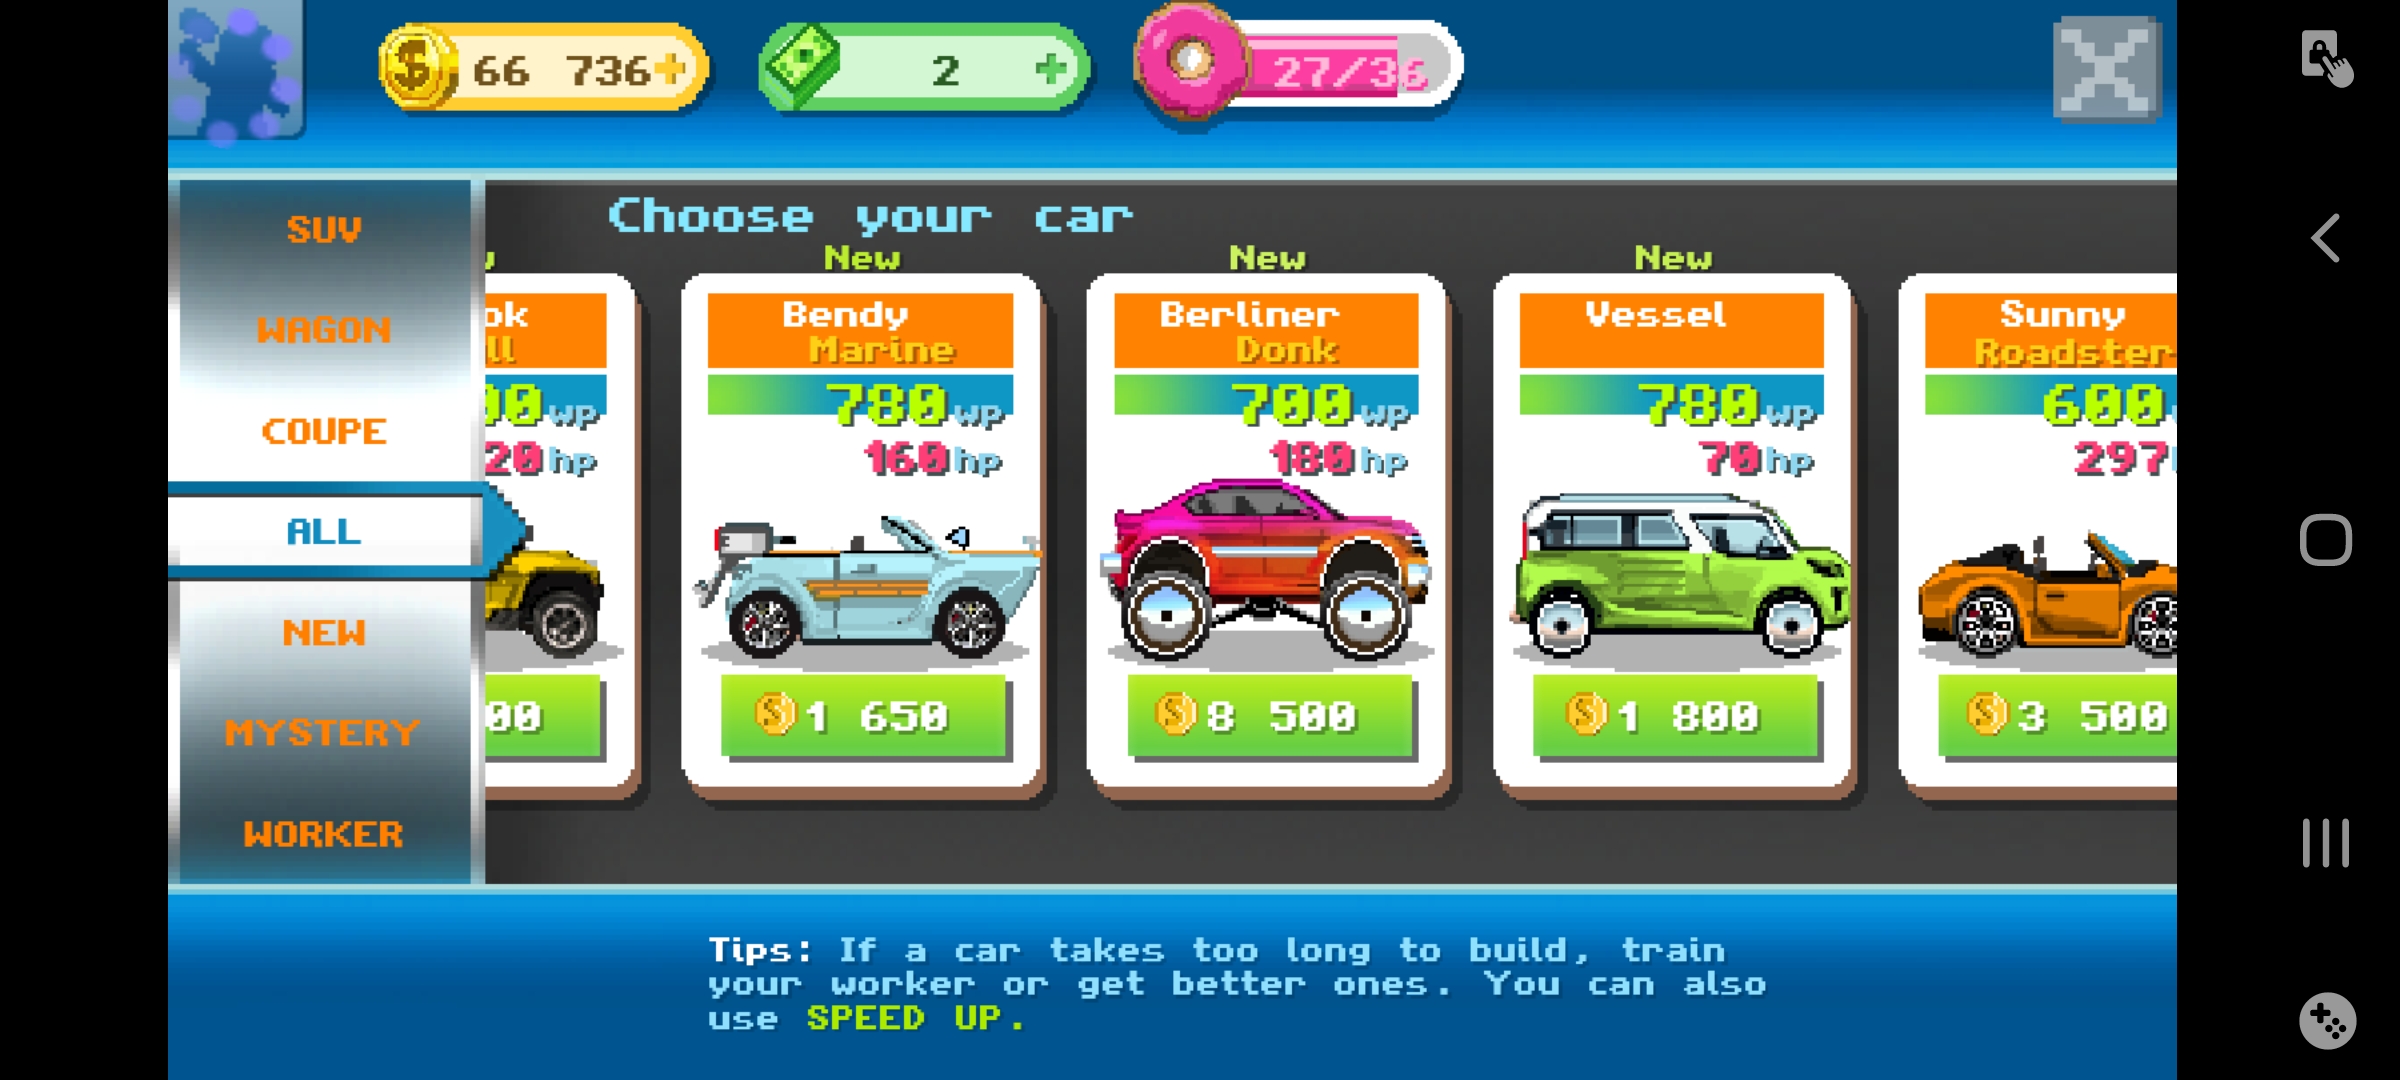 66 736
2
27/36
SUV
WAGON
COUPE
ALL
NEW
MYSTERY
WORKER
Choose your car
wp
hp
New
Bendy
Marine
780 wp
160 hp
1 650
New
Berliner
Donk
700 wp
180 hp
8 500
New
Vessel
780 wp
70 hp
1 800
Sunny
Roadster
600
297
3 500
Tips: If a car takes too long to build, train
your worker or get better ones. You can also
use SPEED UP.